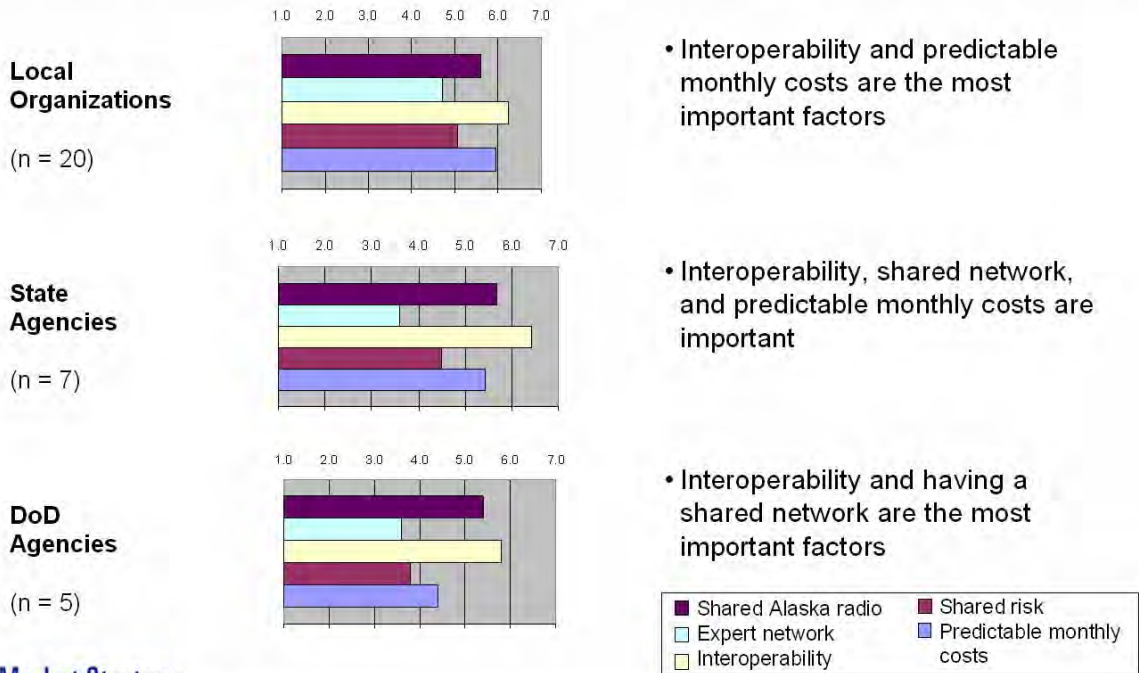 1.0 2.0 3.0 4.0 5.0 6.0 7.0
Local
Organizations
(n = 20)
• Interoperability and predictable
monthly costs are the most
important factors
1.0 2.0 3.0 4.0 5.0 6.0 7.0
State
Agencies
(n = 7)
• Interoperability, shared network,
and predictable monthly costs are
important
1.0 2.0 3.0 4.0 5.0 6.0 7.0
DoD
Agencies
(n = 5)
• Interoperability and having a
shared network are the most
important factors
Shared Alaska radio
Expert network
Interoperability
Shared risk
Predictable monthly
costs